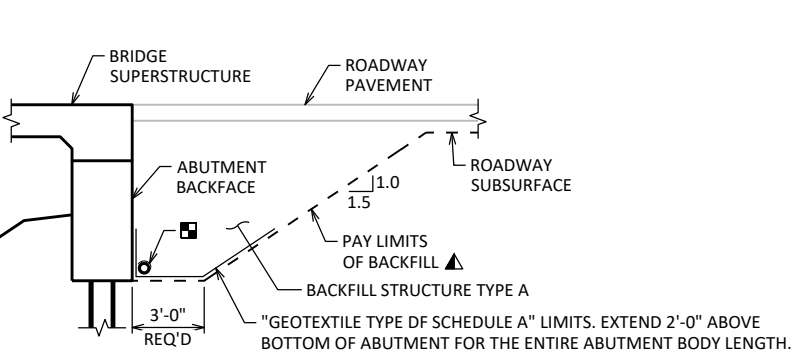 BRIDGE
SUPERSTRUCTURE
ROADWAY
PAVEMENT
ABUTMENT
BACKFACE
1.0
1.5
ROADWAY
SUBSURFACE
PAY LIMITS
OF BACKFILL
BACKFILL STRUCTURE TYPE A
3'-0"
REQ'D
"GEOTEXTILE TYPE DF SCHEDULE A" LIMITS. EXTEND 2'-0" ABOVE
BOTTOM OF ABUTMENT FOR THE ENTIRE ABUTMENT BODY LENGTH.